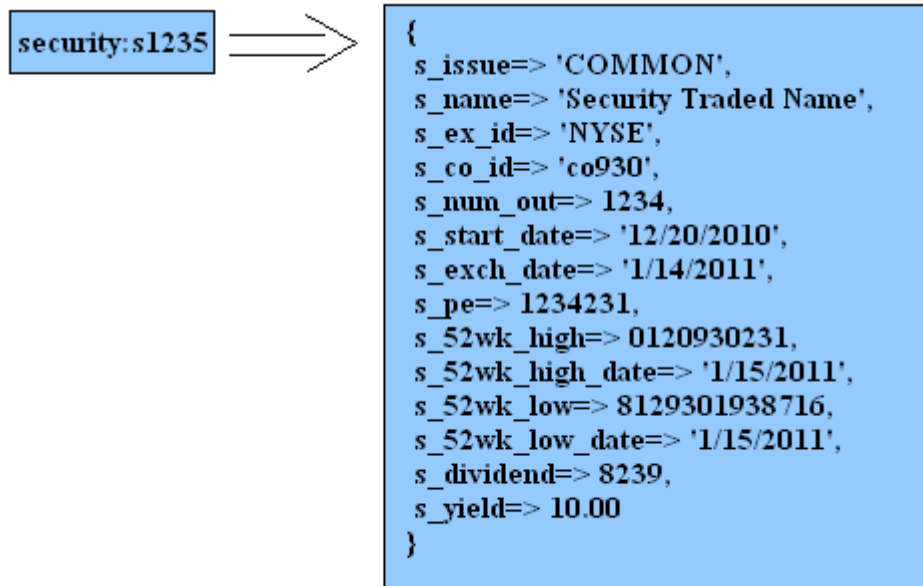 security:s1235
{
s_issue=> 'COMMON',
s_name=> 'Security Traded Name',
s_ex_id=> 'NYSE',
s_co_id=> 'co930',
s_num_out=> 1234,
s_start_date=> '12/20/2010',
s_exch_date=> '1/14/2011',
s_pe=> 1234231,
s_52wk_high=> 0120930231,
s_52wk_high_date=> '1/15/2011',
s_52wk_low=> 8129301938716,
s_52wk_low_date=> '1/15/2011',
s_dividend=> 8239,
s_yield=> 10.00
}